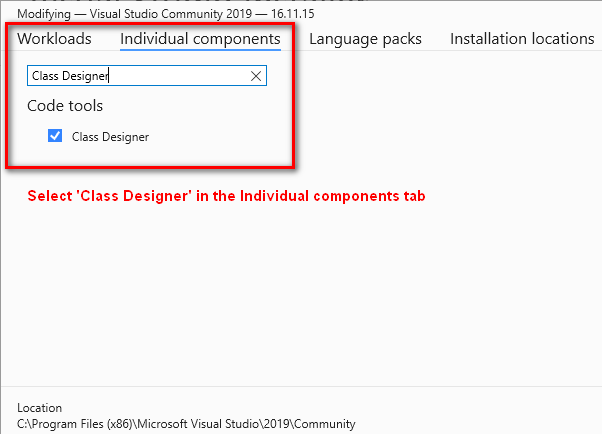 Modifying — Visual Studio Community 2019 — 16.11.15
Workloads Individual components Language packs Installation locations
Class Designer
Code tools
Class Designer
Select 'Class Designer' in the Individual components tab
Location
C:\Program Files (x86)\Microsoft Visual Studio\2019\Community